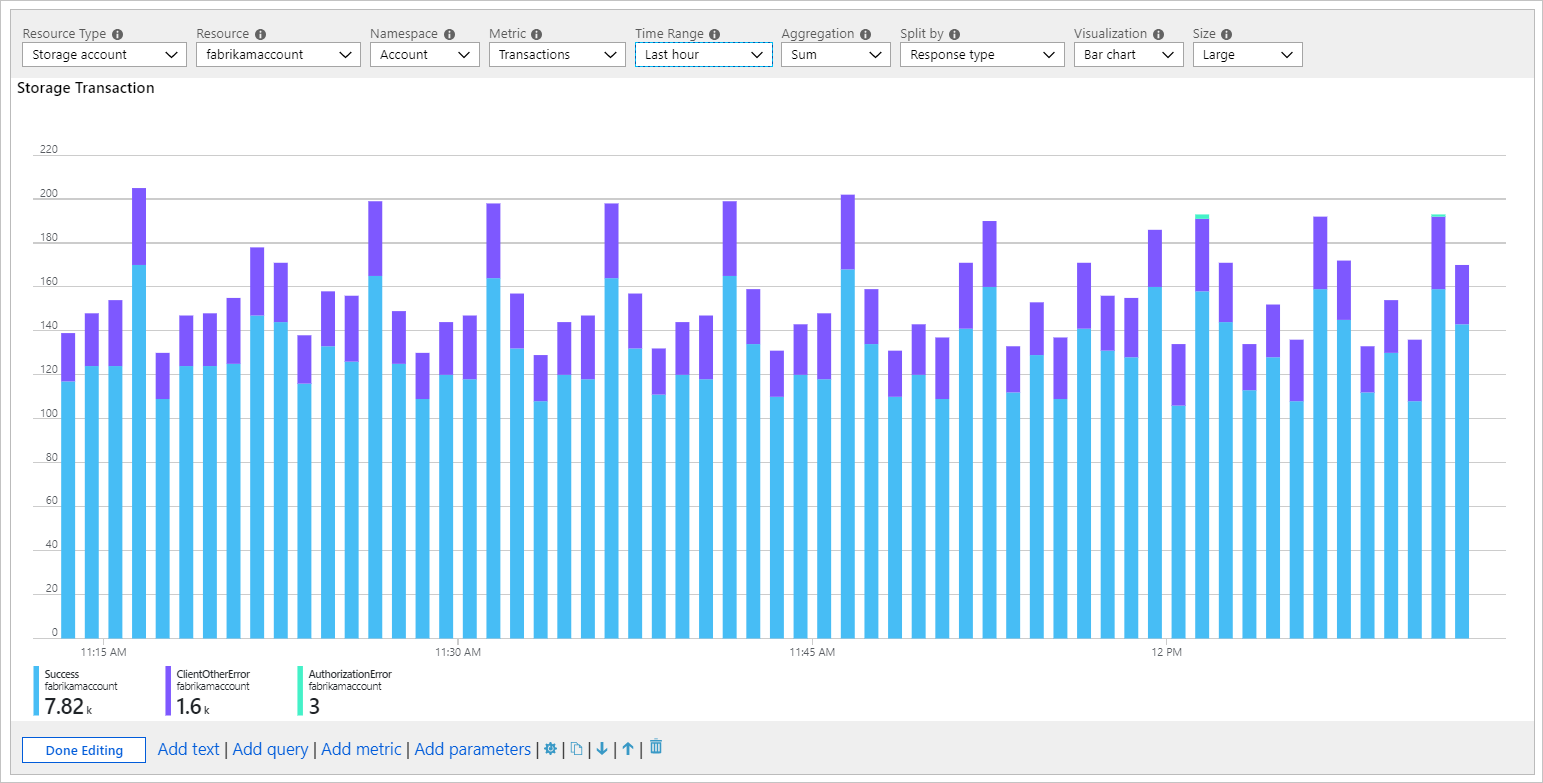 Resource Type Resource Namespace Metric Time Range Aggregation Split by Visualization Size
Storage account fabrikamaccount Account Transactions Last hour Sum Response type Bar chart Large
Storage Transaction
220
200
180
160
140
120
100
80
60
40
20
0
11:15 AM 11:30 AM 11:45 AM 12 PM
Success ClientOtherError AuthorizationError
fabrikamaccount fabrikamaccount fabrikamaccount
7.82 k 1.6 k 3
Done Editing Add text | Add query | Add metric | Add parameters | | | | |